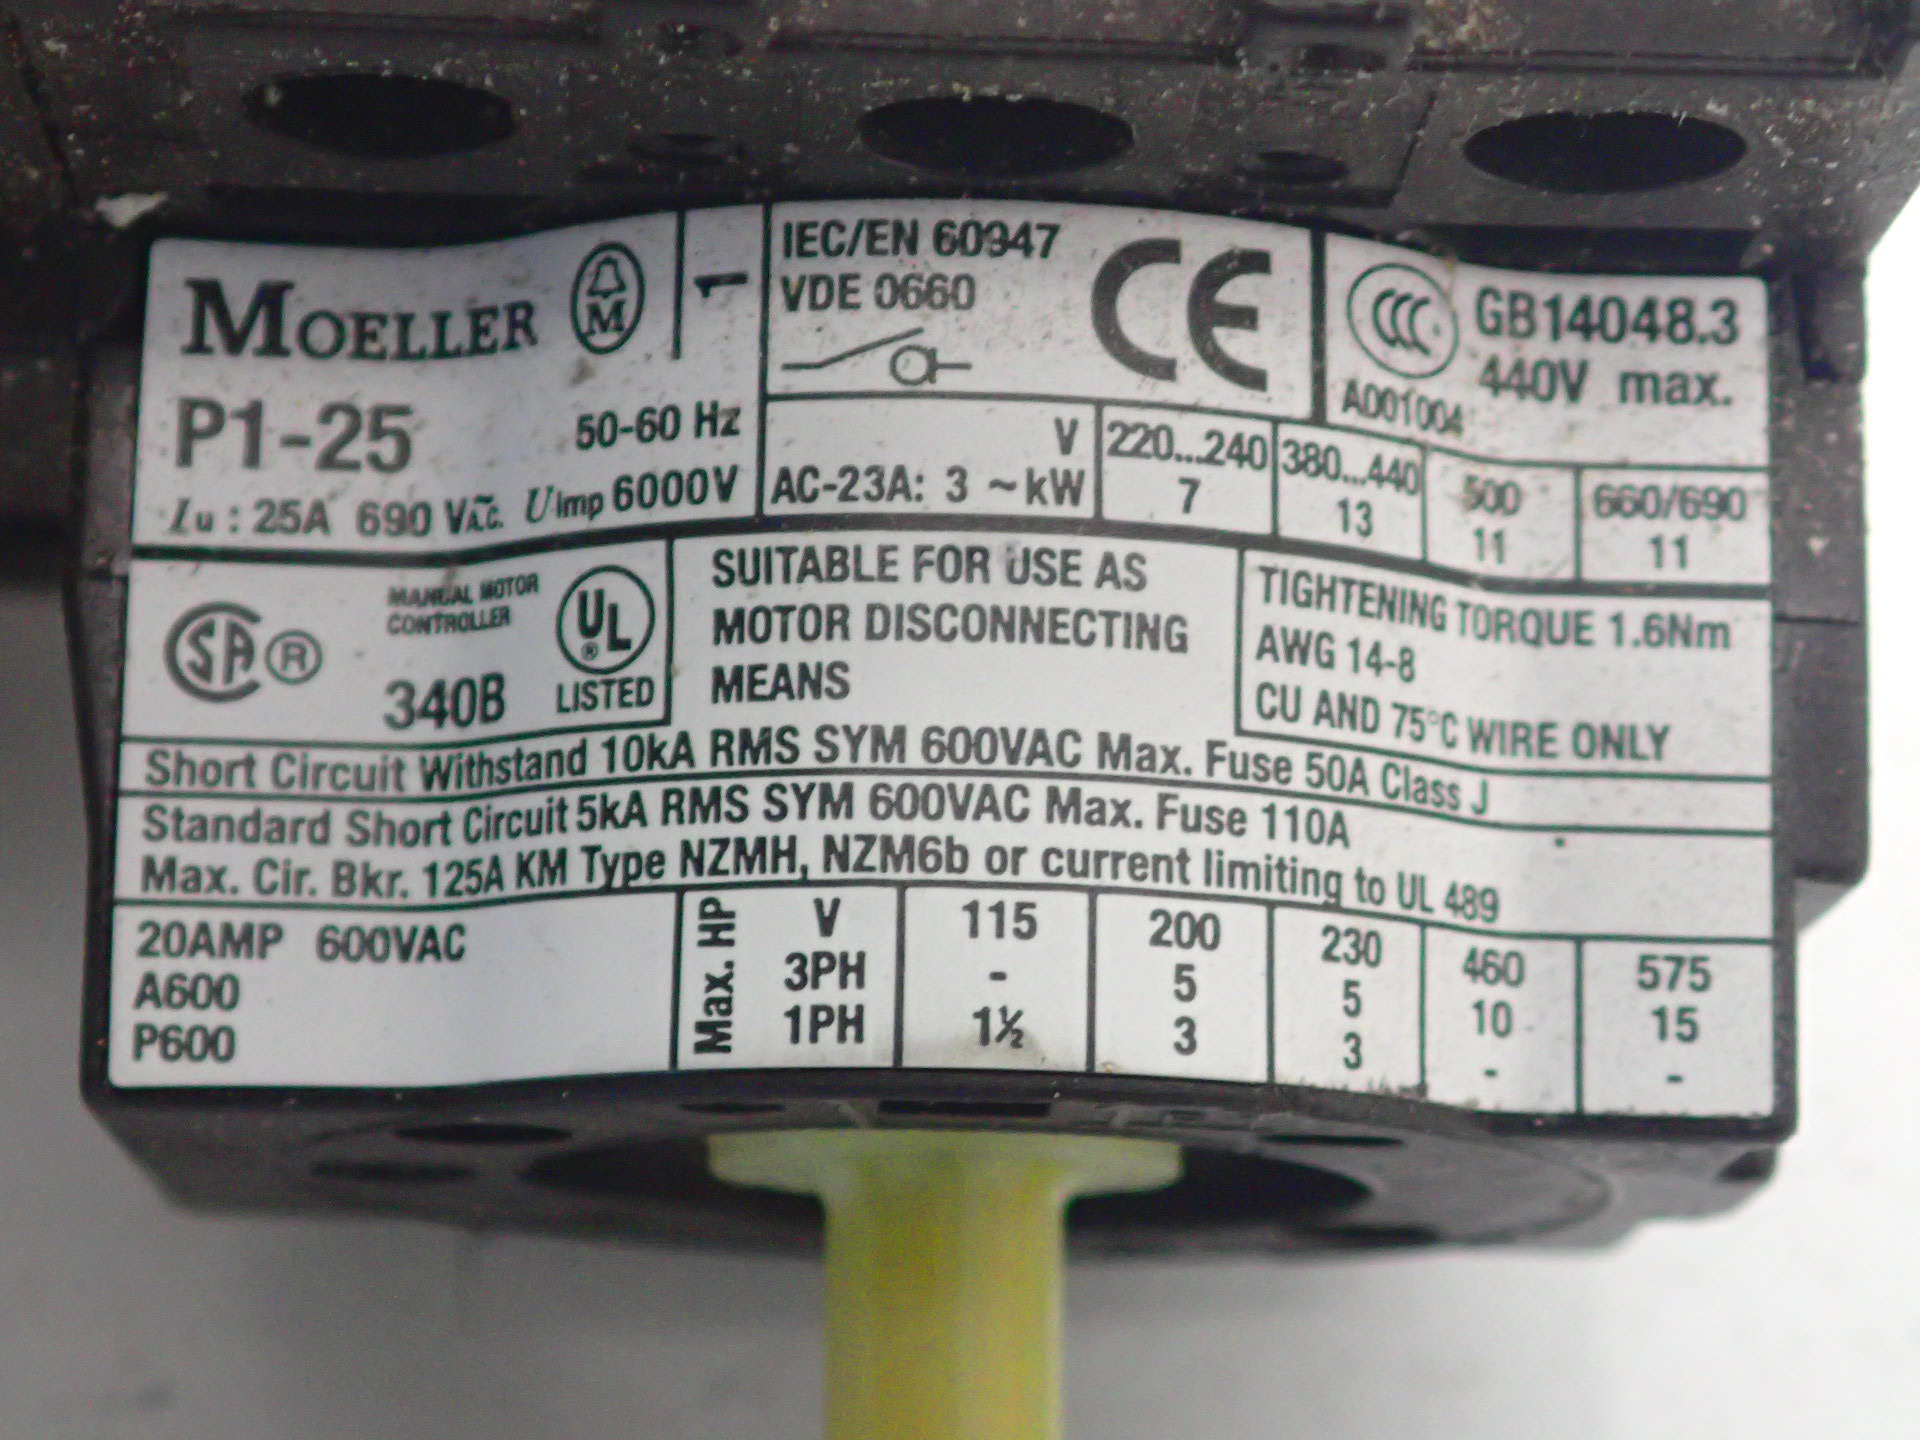 MOELLER M 1
P1-25 50-60 Hz
Iu : 25A 690 V~A.C. Uimp 6000V
IEC/EN 60947
VDE 0660
CE
CCC GB14048.3
A001004 440V max.
V 220...240 380...440 500 660/690
AC-23A: 3 ~ kW 7 13 11 11
SA ®
MANUAL MOTOR
CONTROLLER
340B
UL ®
LISTED
SUITABLE FOR USE AS
MOTOR DISCONNECTING
MEANS
TIGHTENING TORQUE 1.6Nm
AWG 14-8
CU AND 75°C WIRE ONLY
Short Circuit Withstand 10kA RMS SYM 600VAC Max. Fuse 50A Class J
Standard Short Circuit 5kA RMS SYM 600VAC Max. Fuse 110A
Max. Cir. Bkr. 125A KM Type NZMH, NZM6b or current limiting to UL 489
20AMP 600VAC
A600
P600
Max. HP
V 115 200 230 460 575
3PH - 5 5 10 15
1PH 1½ 3 3 - -